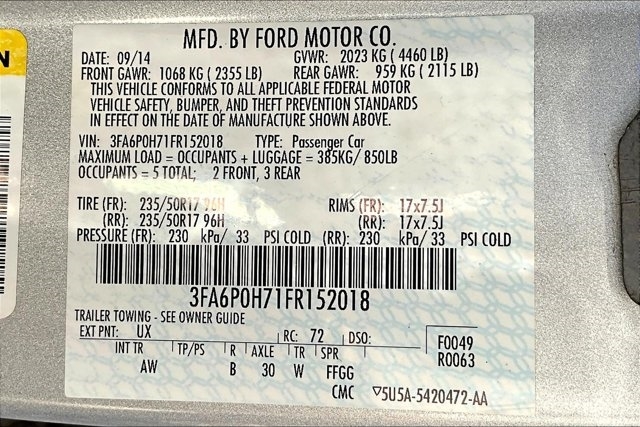 MFD. BY FORD MOTOR CO.
DATE: 09/14 GVWR: 2023 KG ( 4460 LB)
FRONT GAWR: 1068 KG ( 2355 LB) REAR GAWR: 959 KG ( 2115 LB)
THIS VEHICLE CONFORMS TO ALL APPLICABLE FEDERAL MOTOR
VEHICLE SAFETY, BUMPER, AND THEFT PREVENTION STANDARDS
IN EFFECT ON THE DATE OF MANUFACTURE SHOWN ABOVE.
VIN: 3FA6P0H71FR152018 TYPE: Passenger Car
MAXIMUM LOAD = OCCUPANTS + LUGGAGE = 385KG/ 850LB
OCCUPANTS = 5 TOTAL; 2 FRONT, 3 REAR
TIRE (FR): 235/50R17 96H RIMS (FR): 17x7.5J
(RR): 235/50R17 96H (RR): 17x7.5J
PRESSURE (FR): 230 kPa/ 33 PSI COLD (RR): 230 kPa/ 33 PSI COLD
3FA6P0H71FR152018
TRAILER TOWING - SEE OWNER GUIDE
EXT PNT: UX RC: 72 DSO: F0049
INT TR TP/PS R AXLE TR SPR R0063
AW B 30 W FFGG
CMC ▽5U5A-5420472-AA
N